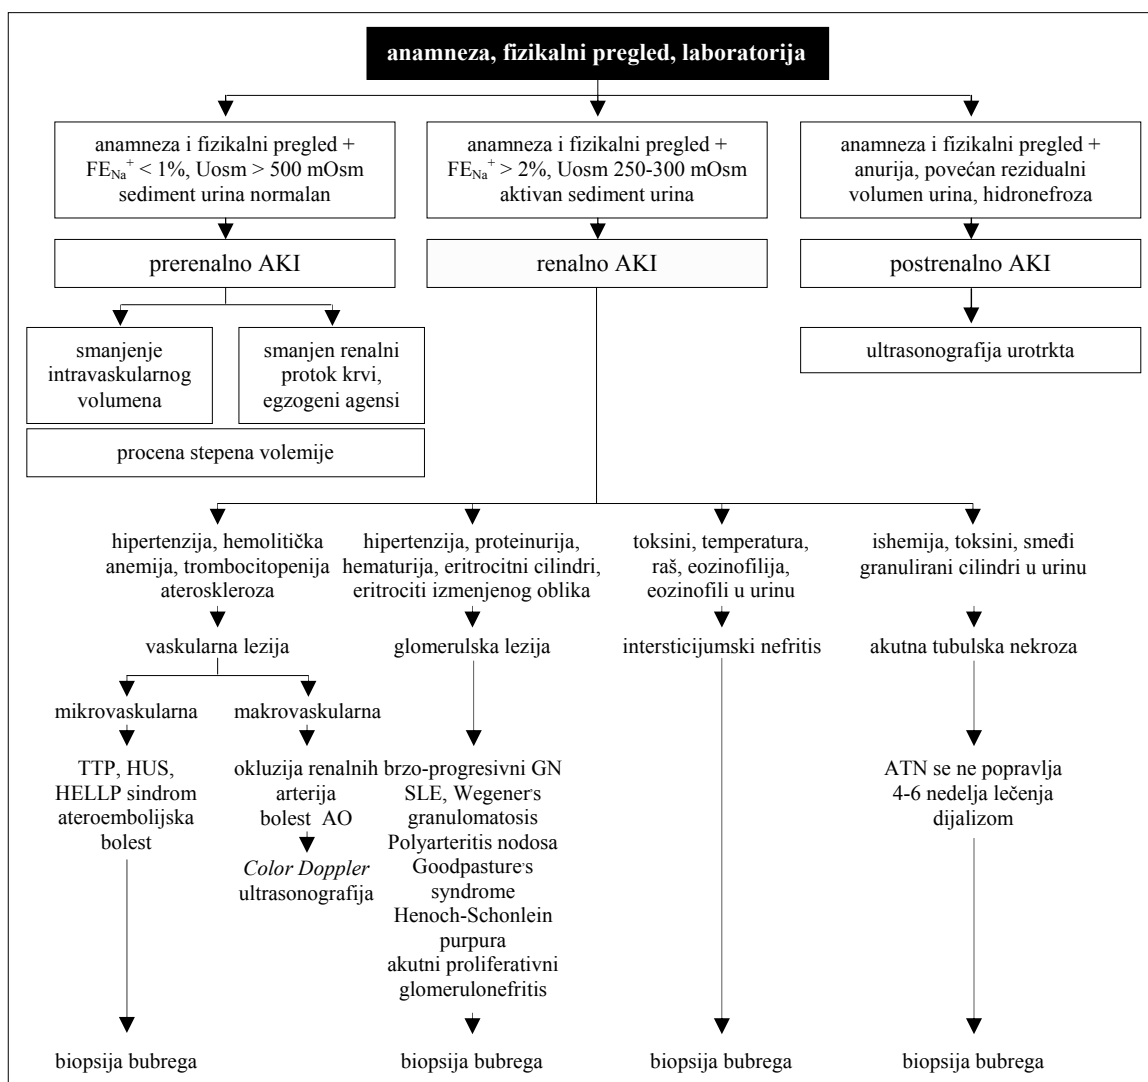 anamneza, fizikalni pregled, laboratorija
anamneza i fizikalni pregled +
FENa+ < 1%, Uosm > 500 mOsm
sediment urina normalan
anamneza i fizikalni pregled +
FENa+ > 2%, Uosm 250-300 mOsm
aktivan sediment urina
anamneza i fizikalni pregled +
anurija, povećan rezidualni
volumen urina, hidronefroza
prerenalno AKI
renalno AKI
postrenalno AKI
smanjenje
intravaskularnog
volumena
smanjen renalni
protok krvi,
egzogeni agensi
ultrasonografija urotrkta
procena stepena volemije
hipertenzija, hemolitička
anemija, trombocitopenija
ateroskleroza
hipertenzija, proteinurija,
hematurija, eritrocitni cilindri,
eritrociti izmenjenog oblika
toksini, temperatura,
raš, eozinofilija,
eozinofili u urinu
ishemija, toksini, smeđi
granulirani cilindri u urinu
vaskularna lezija
glomerulska lezija
intersticijumski nefritis
akutna tubulska nekroza
mikrovaskularna
makrovaskularna
TTP, HUS,
HELLP sindrom
ateroembolijska
bolest
okluzija renalnih
arterija
bolest AO
Color Doppler
ultrasonografija
brzo-progresivni GN
SLE, Wegener's
granulomatosis
Polyarteritis nodosa
Goodpasture's
syndrome
Henoch-Schonlein
purpura
akutni proliferativni
glomerulonefritis
ATN se ne popravlja
4-6 nedelja lečenja
dijalizom
biopsija bubrega
biopsija bubrega
biopsija bubrega
biopsija bubrega